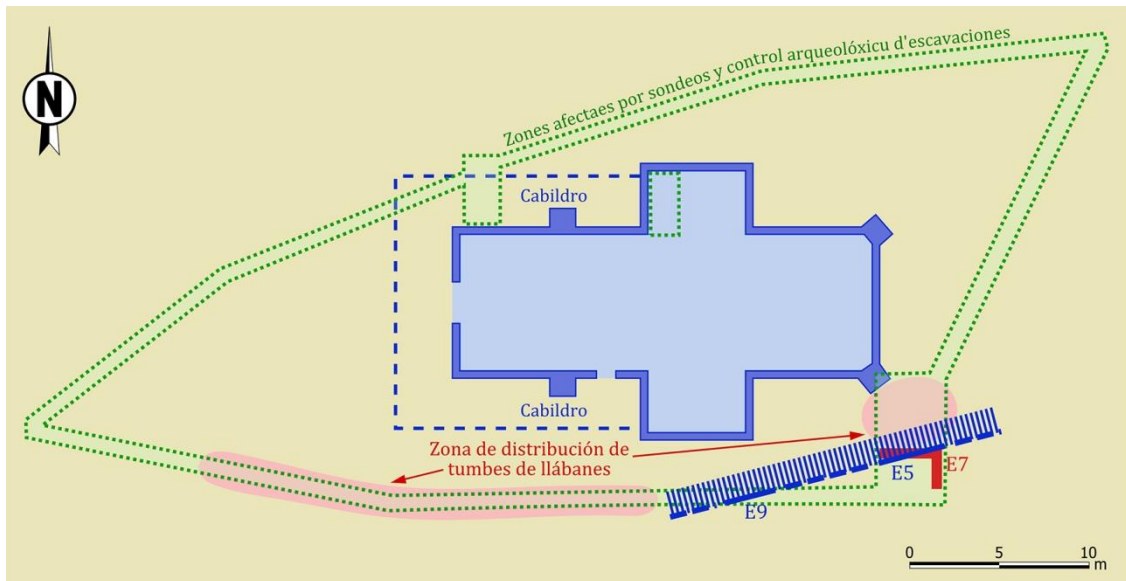 N
Zones afectaes por sondeos y control arqueolóxicu d'escavaciones
Cabildro
Cabildro
Zona de distribución de
tumbes de llábanes
E7
E5
E9
0 5 10
m